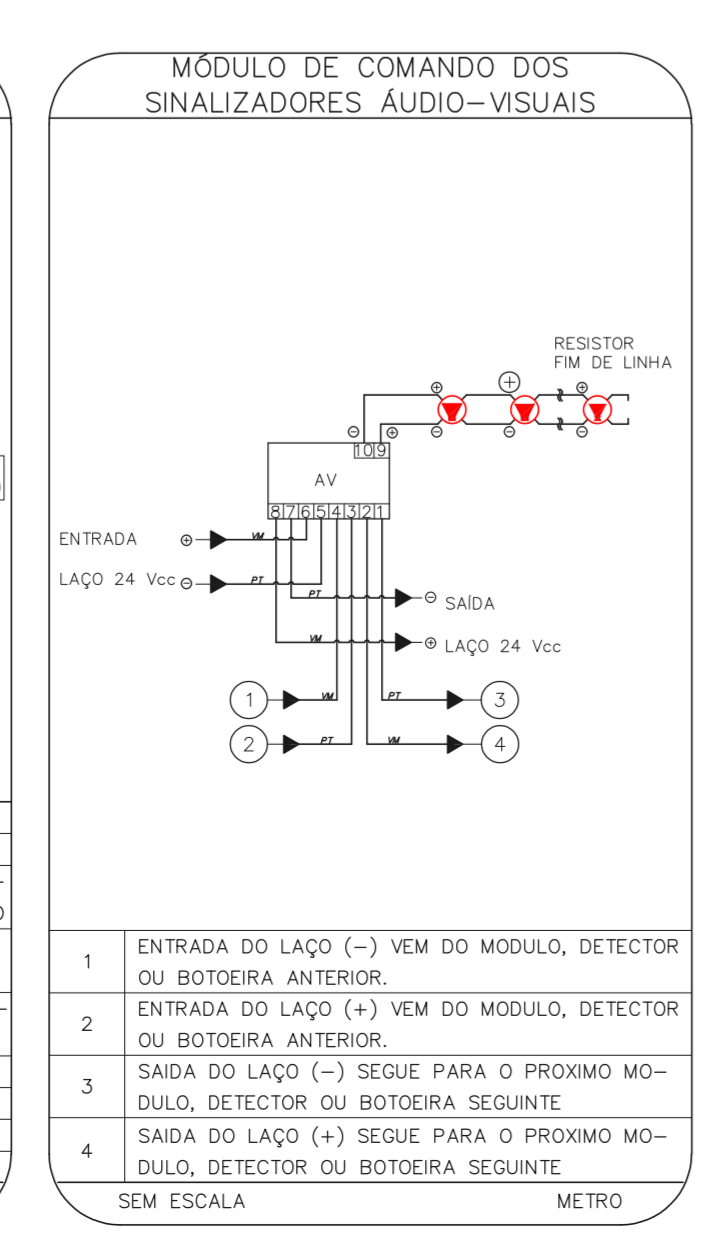 MÓDULO DE COMANDO DOS
SINALIZADORES ÁUDIO-VISUAIS
RESISTOR
FIM DE LINHA
10 9
AV
8 7 6 5 4 3 2 1
ENTRADA ⊕ VM
LAÇO 24 Vcc ⊖ PT
PT ⊖ SAÍDA
VM ⊕ LAÇO 24 Vcc
1 VM PT 3
2 PT VM 4
1 ENTRADA DO LAÇO (-) VEM DO MODULO, DETECTOR
OU BOTOEIRA ANTERIOR.
2 ENTRADA DO LAÇO (+) VEM DO MODULO, DETECTOR
OU BOTOEIRA ANTERIOR.
3 SAIDA DO LAÇO (-) SEGUE PARA O PROXIMO MO-
DULO, DETECTOR OU BOTOEIRA SEGUINTE
4 SAIDA DO LAÇO (+) SEGUE PARA O PROXIMO MO-
DULO, DETECTOR OU BOTOEIRA SEGUINTE
SEM ESCALA METRO